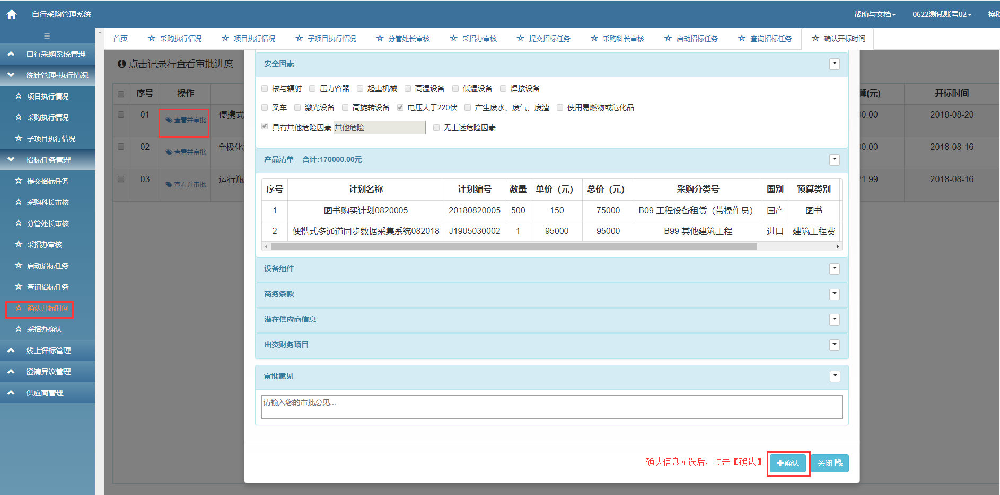 自行采购管理系统
帮助与文档
0622测试账号02
换肤
首页
采购执行情况
项目执行情况
子项目执行情况
分管处长审核
采招办审核
提交招标任务
采购科长审核
启动招标任务
查询招标任务
确认开标时间
自行采购系统管理
统计管理-执行情况
项目执行情况
采购执行情况
子项目执行情况
招标任务管理
提交招标任务
采购科长审核
分管处长审核
采招办审核
启动招标任务
查询招标任务
确认开标时间
采招办确认
线上评标管理
澄清异议管理
供应商管理
点击记录行查看审批进度
序号 操作 算(元) 开标时间
01 查看并审批 便携式 00.00 2018-08-20
02 查看并审批 全极化 00.00 2018-08-16
03 查看并审批 运行瓶 21.99 2018-08-16
安全因素
核与辐射 压力容器 起重机械 高温设备 低温设备 焊接设备
叉车 激光设备 高旋转设备 电压大于220伏 产生废水、废气、废渣 使用易燃物或危化品
具有其他危险因素 其他危险 无上述危险因素
产品清单 合计:170000.00元
序号 计划名称 计划编号 数量 单价（元） 总价（元） 采购分类号 国别 预算类别
1 图书购买计划0820005 20180820005 500 150 75000 B09 工程设备租赁（带操作员） 国产 图书
2 便携式多通道同步数据采集系统082018 J1905030002 1 95000 95000 B99 其他建筑工程 进口 建筑工程费
设备组件
商务条款
潜在供应商信息
出资财务项目
审批意见
请输入您的审批意见...
确认信息无误后，点击【确认】
确认
关闭